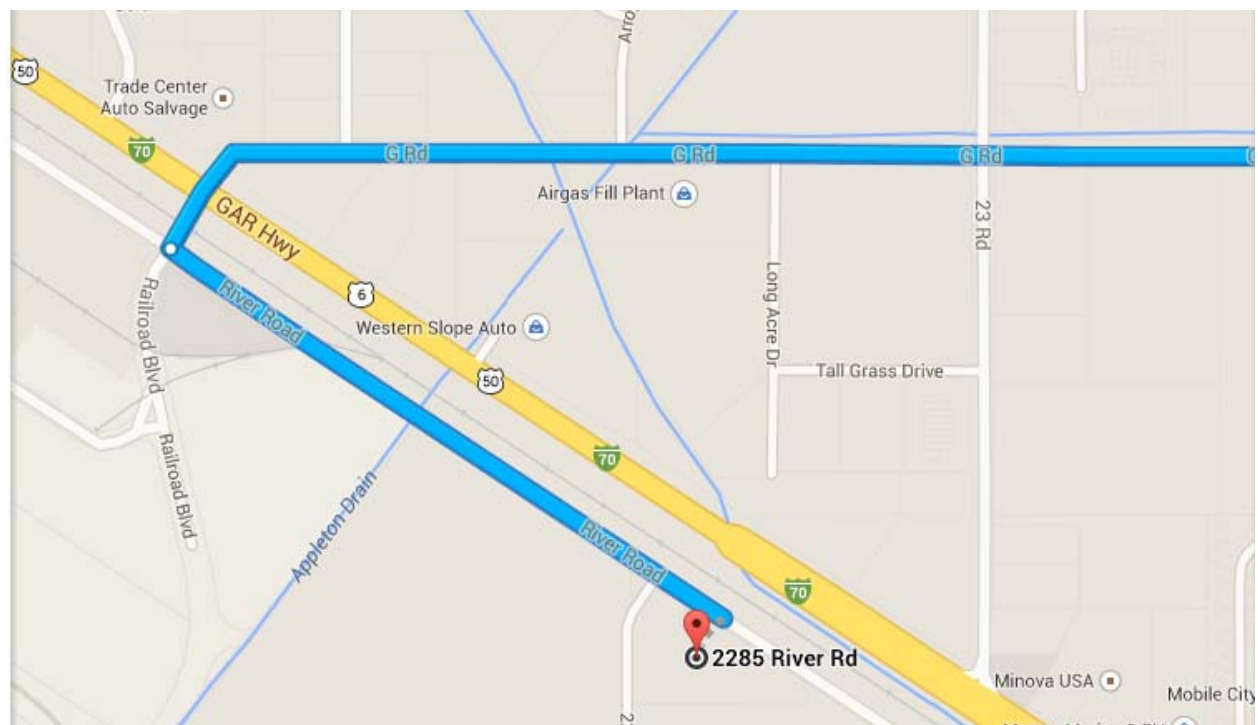 50
Trade Center
Auto Salvage
70
G Rd
G Rd
G Rd
Airgas Fill Plant
23 Rd
GAR Hwy
Long Acre Dr
River Road
Railroad Blvd
6
Western Slope Auto
50
Tall Grass Drive
70
Railroad Blvd
Appleton Drain
River Road
70
2285 River Rd
Minova USA
Mobile City